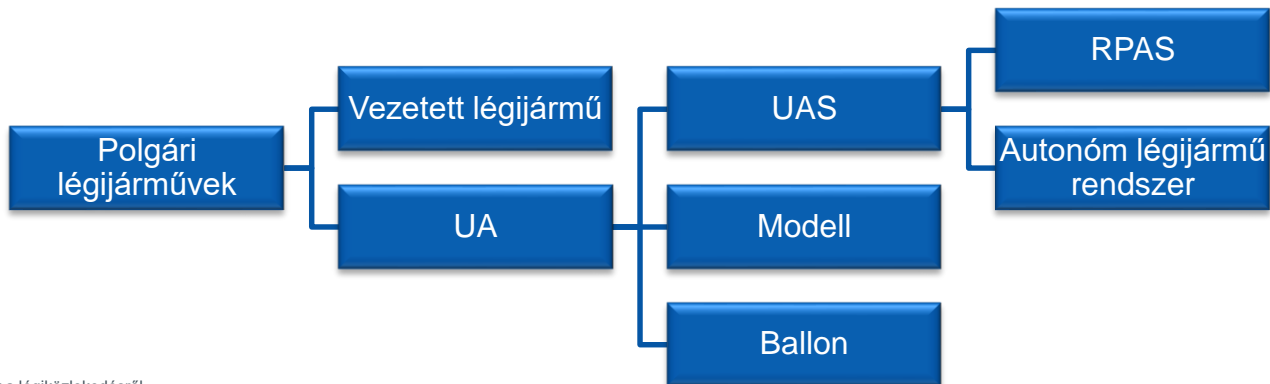 RPAS
Vezetett légijármű
UAS
Polgári
légijárművek
Autonóm légijármű
rendszer
UA
Modell
Ballon